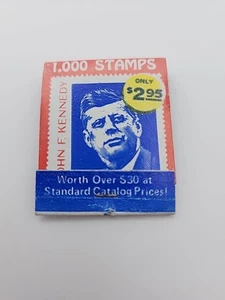 1,000 STAMPS
ONLY
$2.95
JOHN F. KENNEDY
Worth Over $30 at
Standard Catalog Prices!